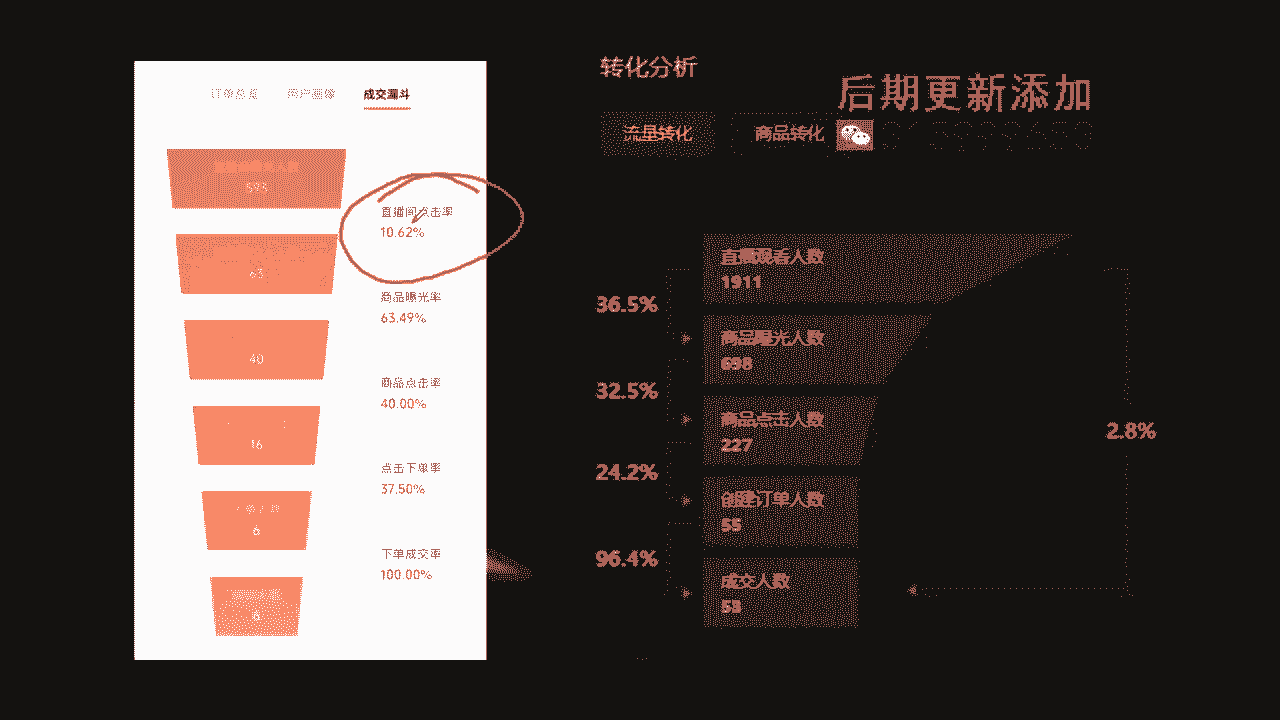 订单总览 用户画像 成交漏斗
595
直播间点击率
10.62%
63
商品曝光率
63.49%
40
商品点击率
40.00%
16
点击下单率
37.50%
6
下单成交率
100.00%
6
转化分析
后期更新添加
流量转化 商品转化
直播观看人数
1911
36.5%
商品曝光人数
698
32.5%
商品点击人数
227
2.8%
24.2%
创建订单人数
55
96.4%
成交人数
53